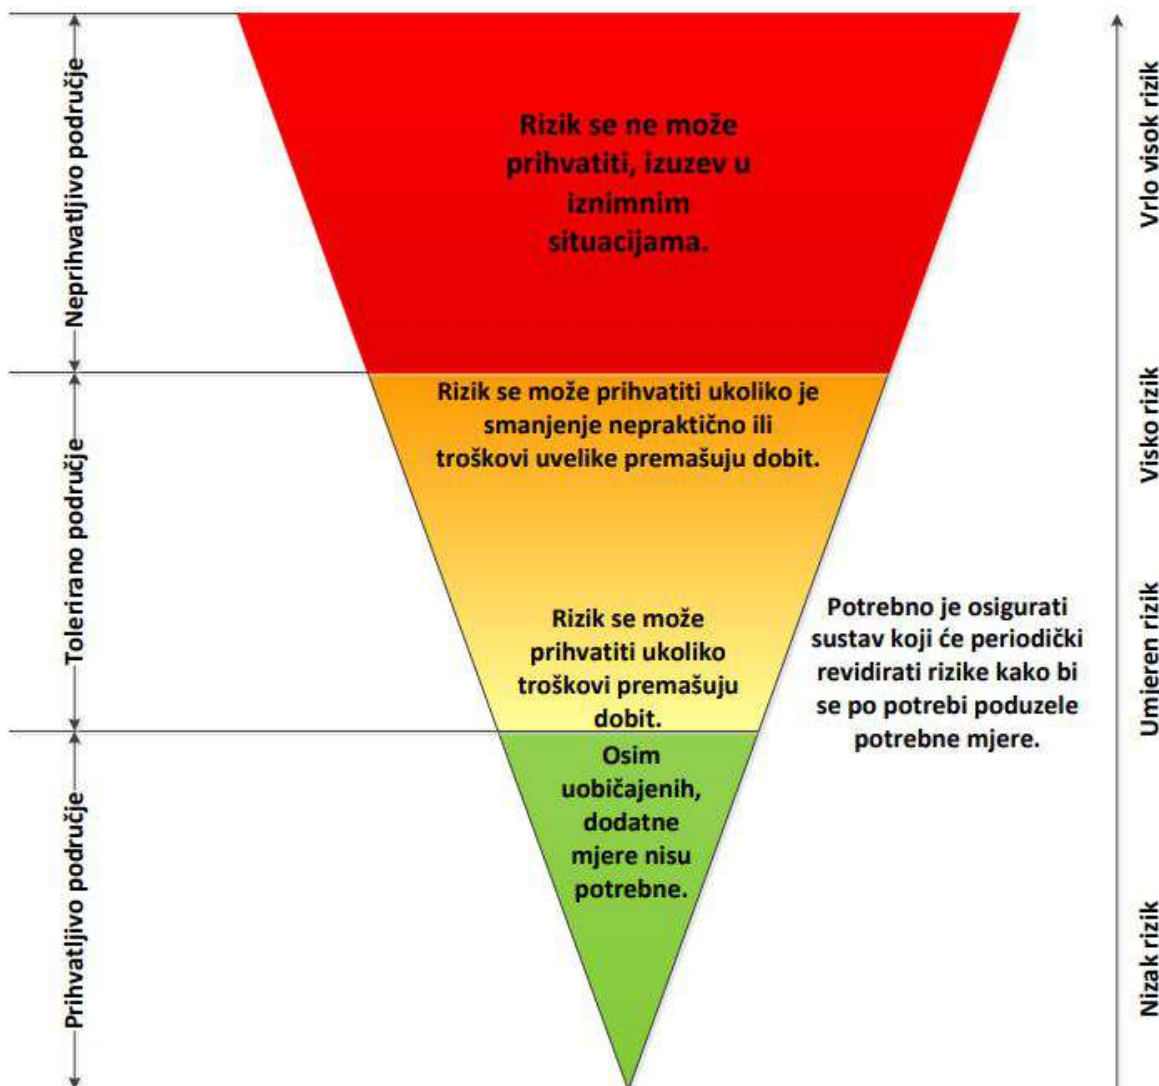 Neprihvatljivo područje
Rizik se ne može
prihvatiti, izuzev u
iznimnim
situacijama.
Vrlo visok rizik
Tolerirano područje
Rizik se može prihvatiti ukoliko je
smanjenje nepraktično ili
troškovi uvelike premašuju dobit.
Visko rizik
Rizik se može
prihvatiti ukoliko
troškovi premašuju
dobit.
Potrebno je osigurati
sustav koji će periodički
revidirati rizike kako bi
se po potrebi poduzele
potrebne mjere.
Umjeren rizik
Prihvatljivo područje
Osim
uobičajenih,
dodatne
mjere nisu
potrebne.
Nizak rizik